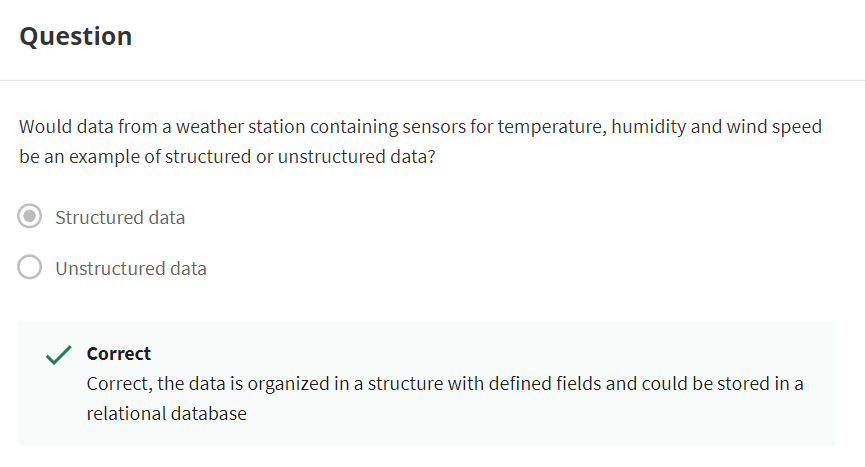 Question
Would data from a weather station containing sensors for temperature, humidity and wind speed
be an example of structured or unstructured data?
Structured data
Unstructured data
Correct
Correct, the data is organized in a structure with defined fields and could be stored in a
relational database